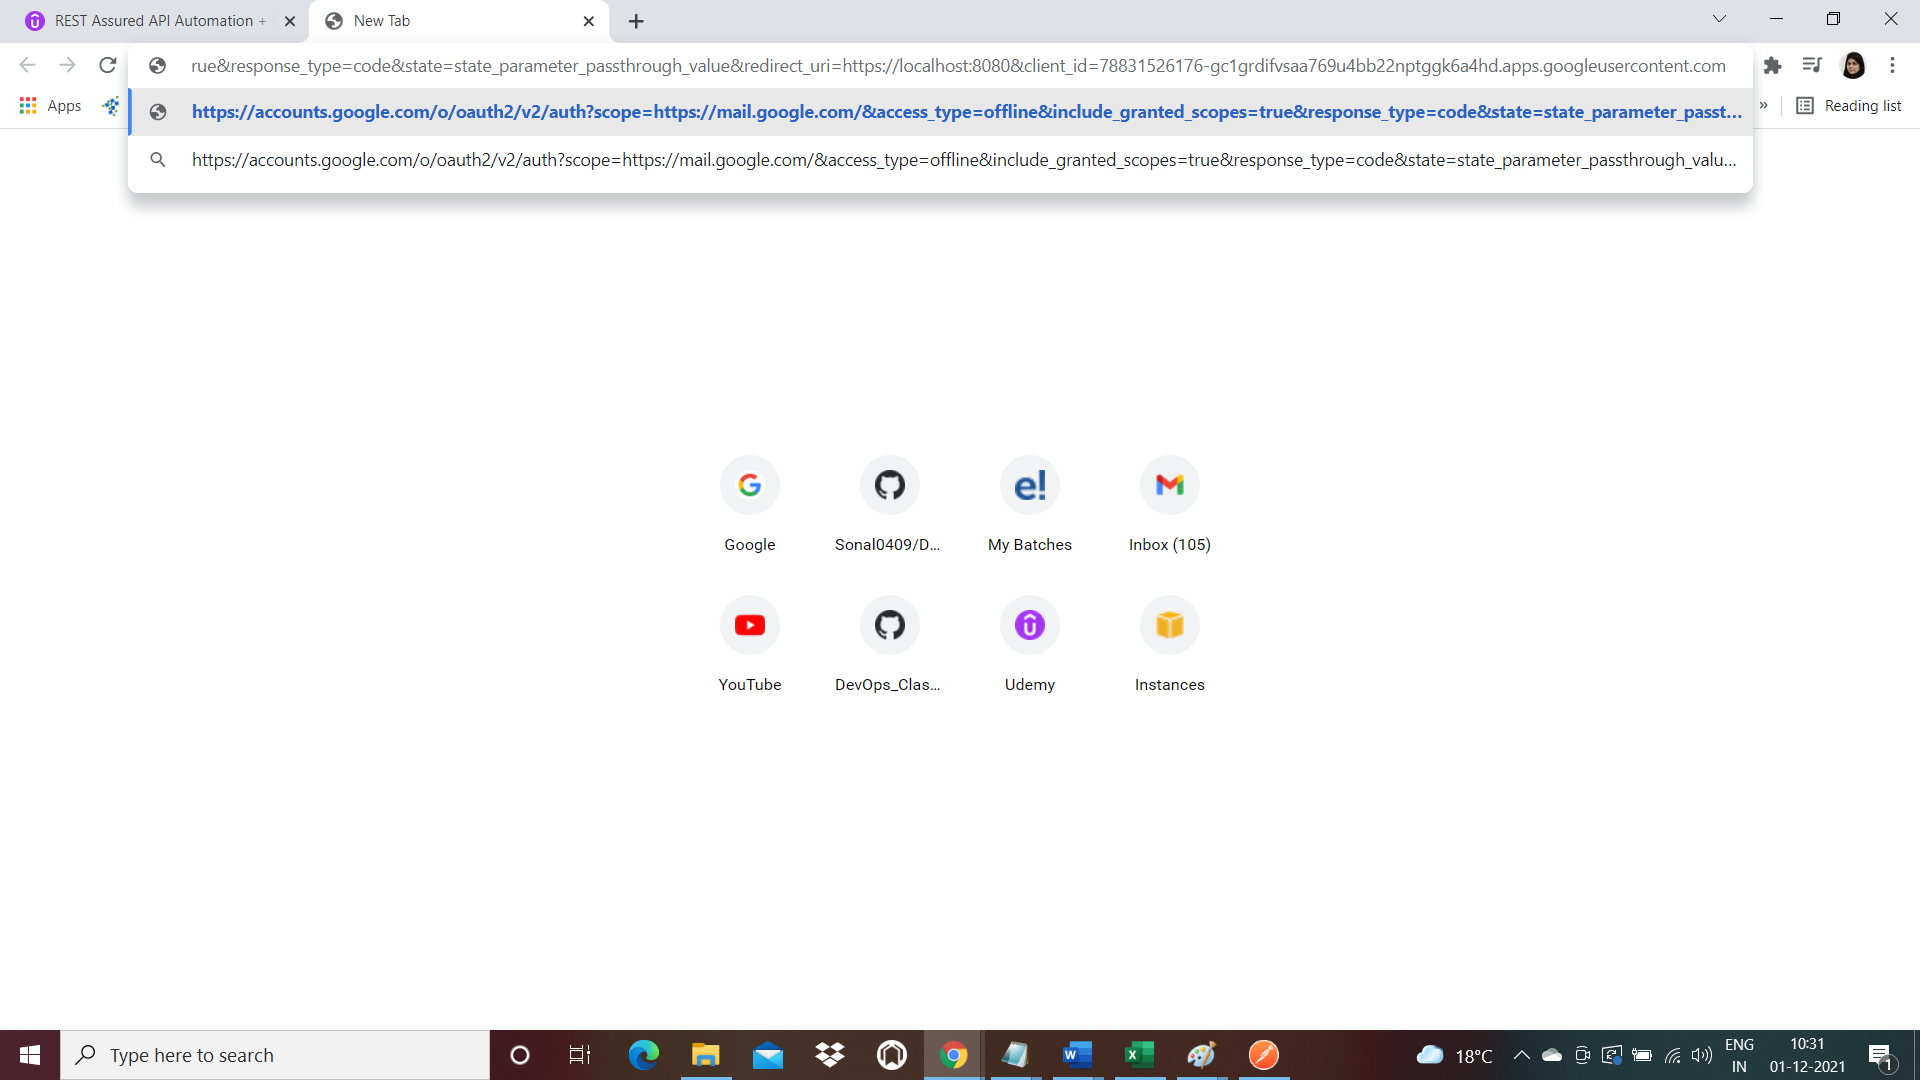 REST Assured API Automation +
New Tab
rue&response_type=code&state=state_parameter_passthrough_value&redirect_uri=https://localhost:8080&client_id=78831526176-gc1grdifvsaa769u4bb22nptggk6a4hd.apps.googleusercontent.com
https://accounts.google.com/o/oauth2/v2/auth?scope=https://mail.google.com/&access_type=offline&include_granted_scopes=true&response_type=code&state=state_parameter_passt...
Apps
»
Reading list
https://accounts.google.com/o/oauth2/v2/auth?scope=https://mail.google.com/&access_type=offline&include_granted_scopes=true&response_type=code&state=state_parameter_passthrough_valu...
e!
Google
Sonal0409/D...
My Batches
Inbox (105)
YouTube
DevOps_Clas...
Udemy
Instances
Type here to search
18°C
ENG
IN
10:31
01-12-2021
1